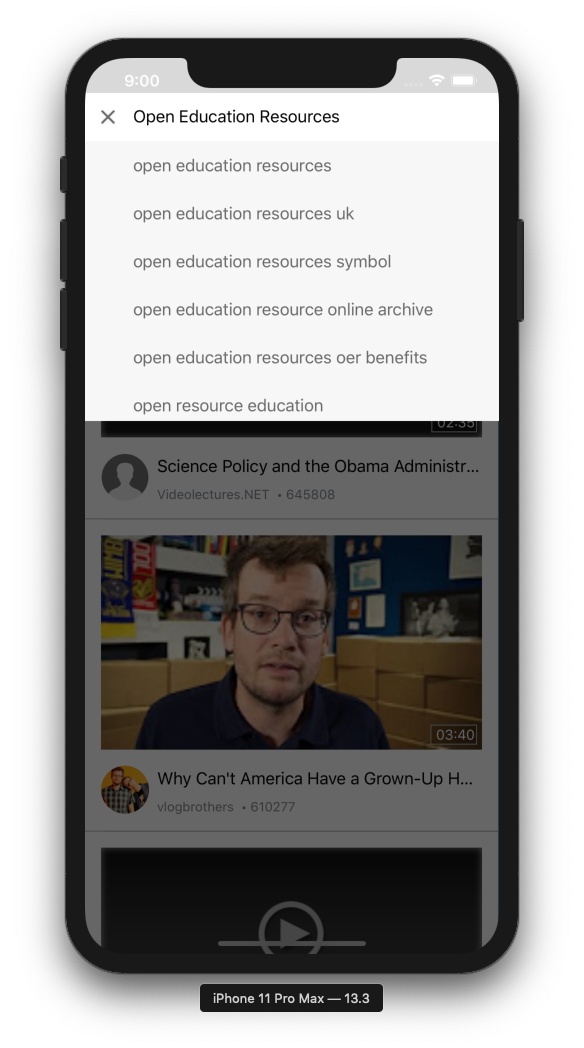 9:00
Open Education Resources
open education resources
open education resources uk
open education resources symbol
open education resource online archive
open education resources oer benefits
open resource education
02:35
Science Policy and the Obama Administr...
Videolectures.NET • 645808
03:40
Why Can't America Have a Grown-Up H...
vlogbrothers • 610277
iPhone 11 Pro Max — 13.3